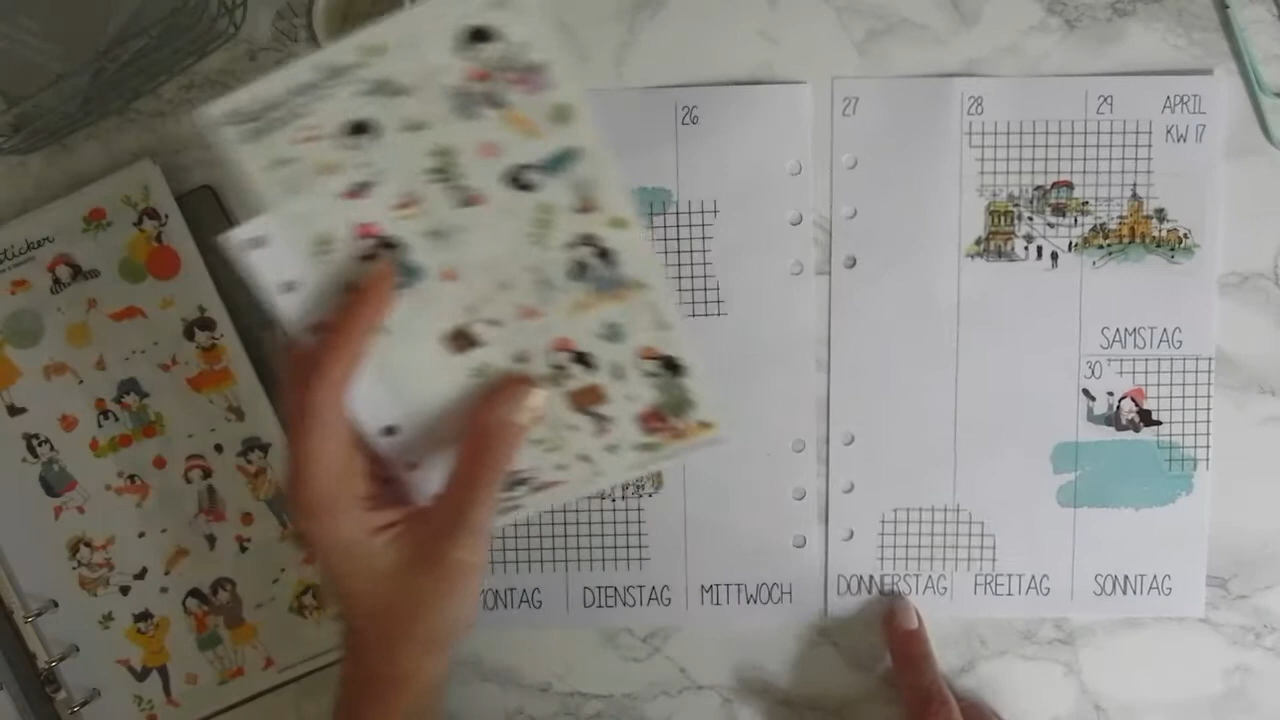 sticker
26
27
28
29
APRIL
KW 17
SAMSTAG
30
MONTAG
DIENSTAG
MITTWOCH
DONNERSTAG
FREITAG
SONNTAG